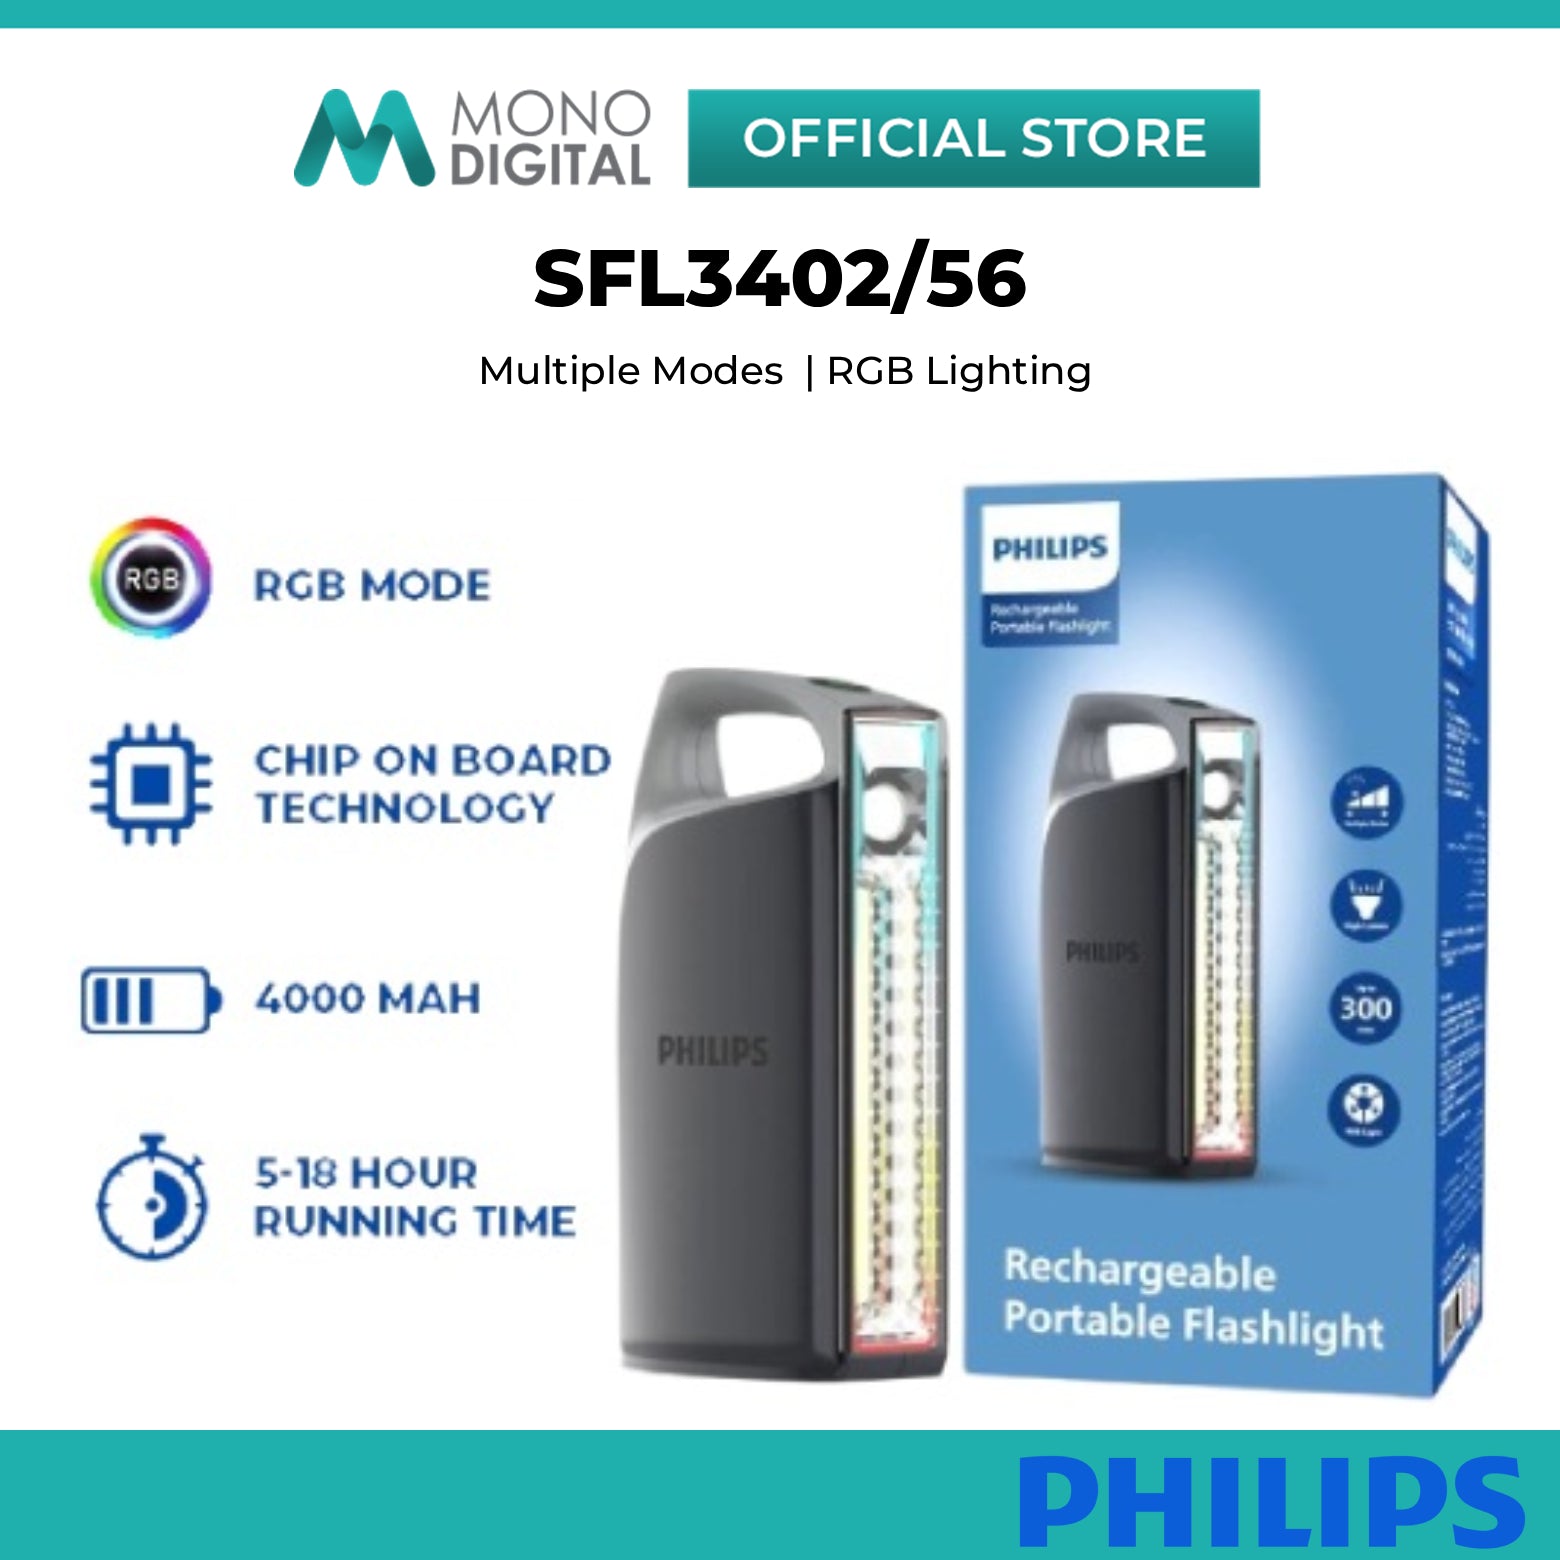 MONO
DIGITAL
OFFICIAL STORE
SFL3402/56
Multiple Modes | RGB Lighting
RGB
RGB MODE
CHIP ON BOARD
TECHNOLOGY
4000 MAH
5-18 HOUR
RUNNING TIME
PHILIPS
PHILIPS
Rechargeable
Portable Flashlight
PHILIPS
300
Rechargeable
Portable Flashlight
PHILIPS
PHILIPS